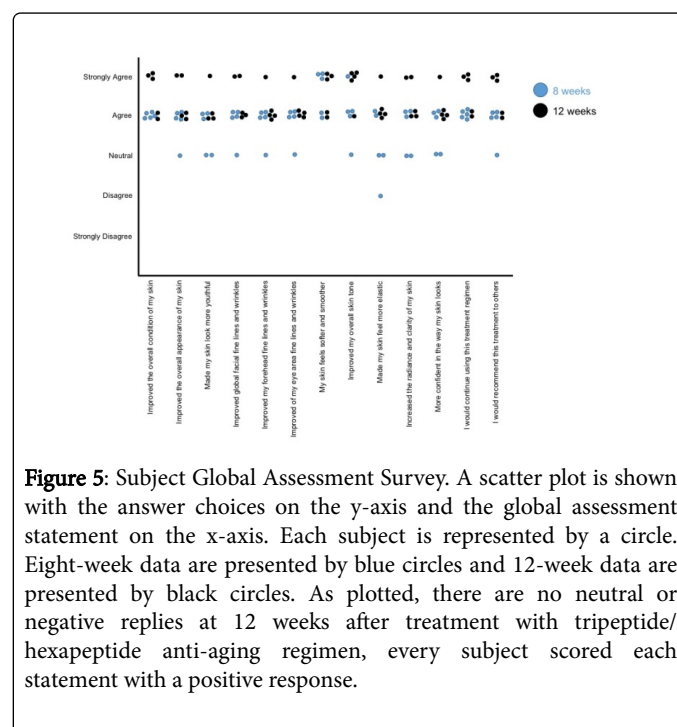 Strongly Agree
Agree
Neutral
Disagree
Strongly Disagree
8 weeks
12 weeks
Improved the overall condition of my skin
Improved the overall appearance of my skin
Made my skin look more youthful
Improved global facial fine lines and wrinkles
Improved my forehead fine lines and wrinkles
Improved of my eye area fine lines and wrinkles
My skin feels softer and smoother
Improved my overall skin tone
Made my skin feel more elastic
Increased the radiance and clarity of my skin
More confident in the way my skin looks
I would continue using this treatment regimen
I would recommend this treatment to others
Figure 5: Subject Global Assessment Survey. A scatter plot is shown
with the answer choices on the y-axis and the global assessment
statement on the x-axis. Each subject is represented by a circle.
Eight-week data are presented by blue circles and 12-week data are
presented by black circles. As plotted, there are no neutral or
negative replies at 12 weeks after treatment with tripeptide/
hexapeptide anti-aging regimen, every subject scored each
statement with a positive response.